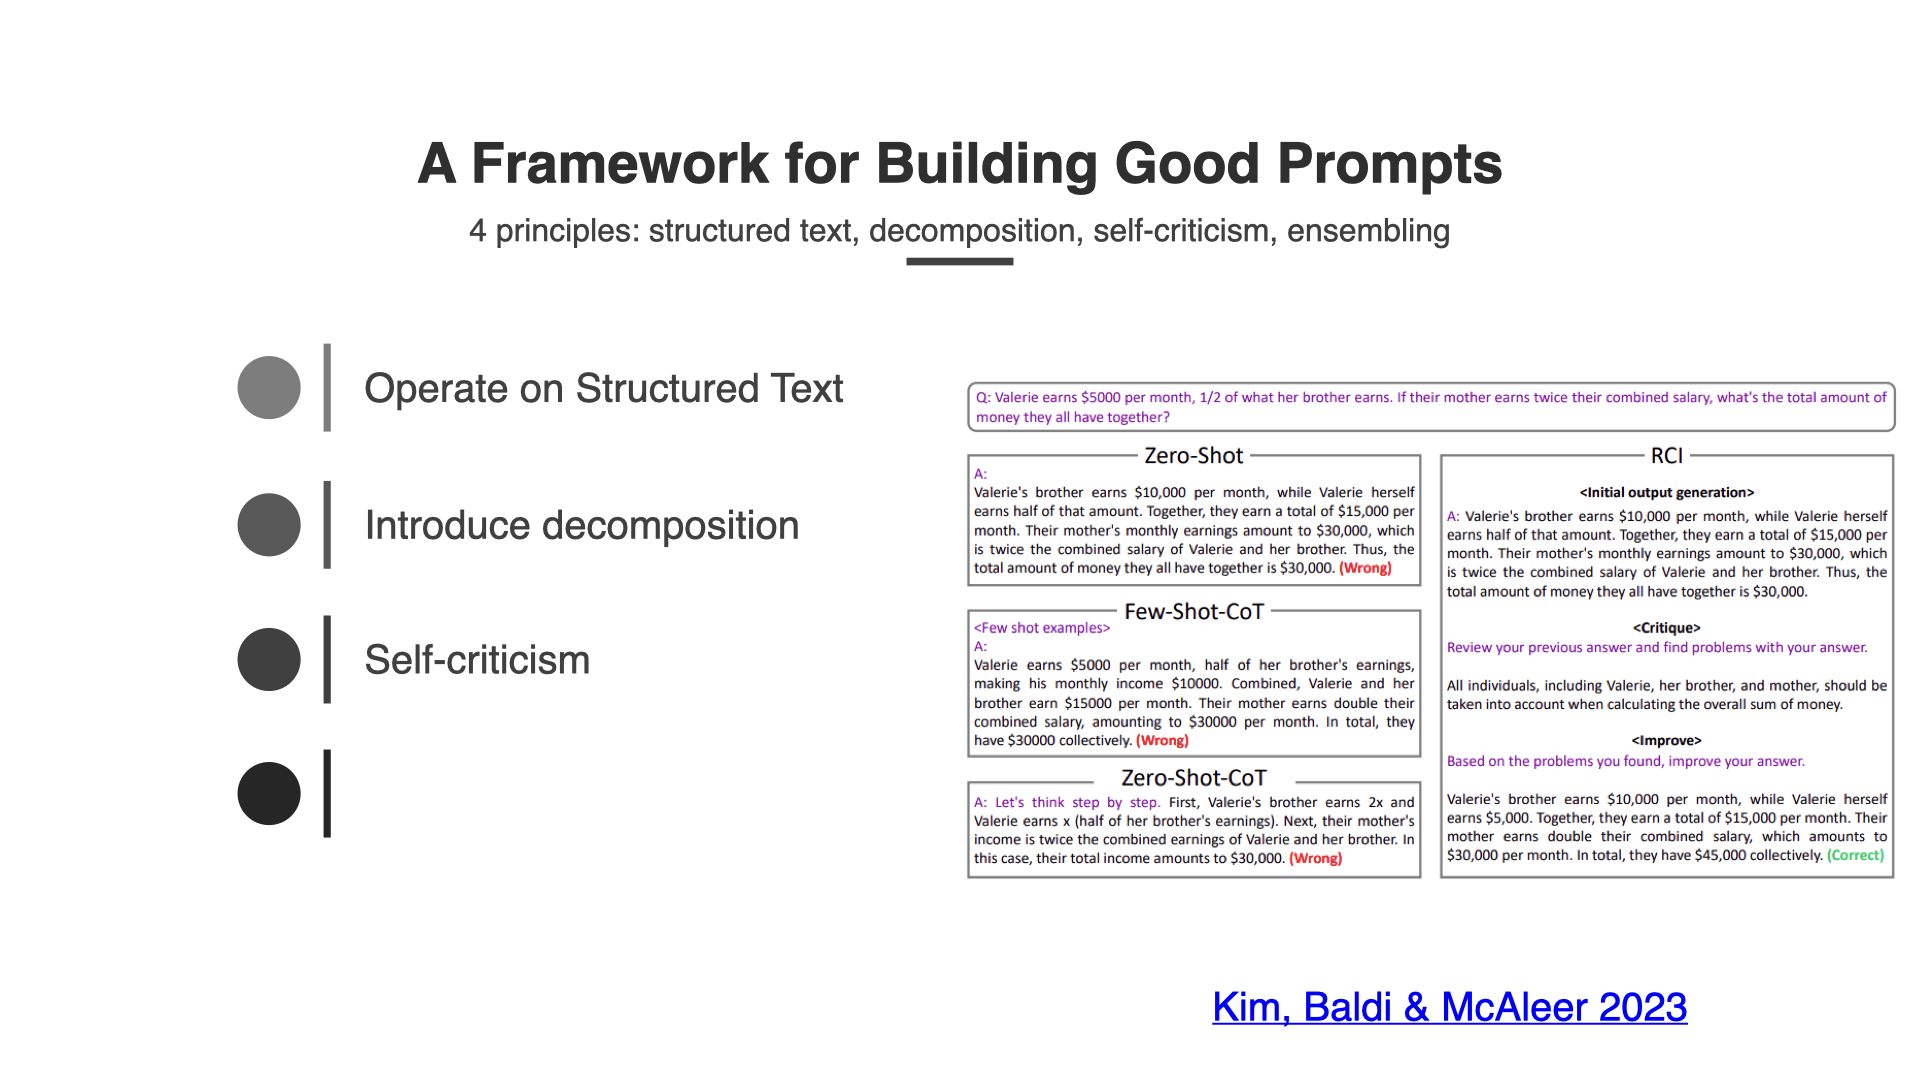 A Framework for Building Good Prompts
4 principles: structured text, decomposition, self-criticism, ensembling
Operate on Structured Text
Introduce decomposition
Self-criticism
Q: Valerie earns $5000 per month, 1/2 of what her brother earns. If their mother earns twice their combined salary, what's the total amount of
money they all have together?
Zero-Shot
A:
Valerie's brother earns $10,000 per month, while Valerie herself
earns half of that amount. Together, they earn a total of $15,000 per
month. Their mother's monthly earnings amount to $30,000, which
is twice the combined salary of Valerie and her brother. Thus, the
total amount of money they all have together is $30,000. (Wrong)
Few-Shot-CoT
<Few shot examples>
A:
Valerie earns $5000 per month, half of her brother's earnings,
making his monthly income $10000. Combined, Valerie and her
brother earn $15000 per month. Their mother earns double their
combined salary, amounting to $30000 per month. In total, they
have $30000 collectively. (Wrong)
Zero-Shot-CoT
A: Let's think step by step. First, Valerie's brother earns 2x and
Valerie earns x (half of her brother's earnings). Next, their mother's
income is twice the combined earnings of Valerie and her brother. In
this case, their total income amounts to $30,000. (Wrong)
RCI
<Initial output generation>
A: Valerie's brother earns $10,000 per month, while Valerie herself
earns half of that amount. Together, they earn a total of $15,000 per
month. Their mother's monthly earnings amount to $30,000, which
is twice the combined salary of Valerie and her brother. Thus, the
total amount of money they all have together is $30,000.
<Critique>
Review your previous answer and find problems with your answer.
All individuals, including Valerie, her brother, and mother, should be
taken into account when calculating the overall sum of money.
<Improve>
Based on the problems you found, improve your answer.
Valerie's brother earns $10,000 per month, while Valerie herself
earns $5,000. Together, they earn a total of $15,000 per month. Their
mother earns double their combined salary, which amounts to
$30,000 per month. In total, they have $45,000 collectively. (Correct)
Kim, Baldi & McAleer 2023